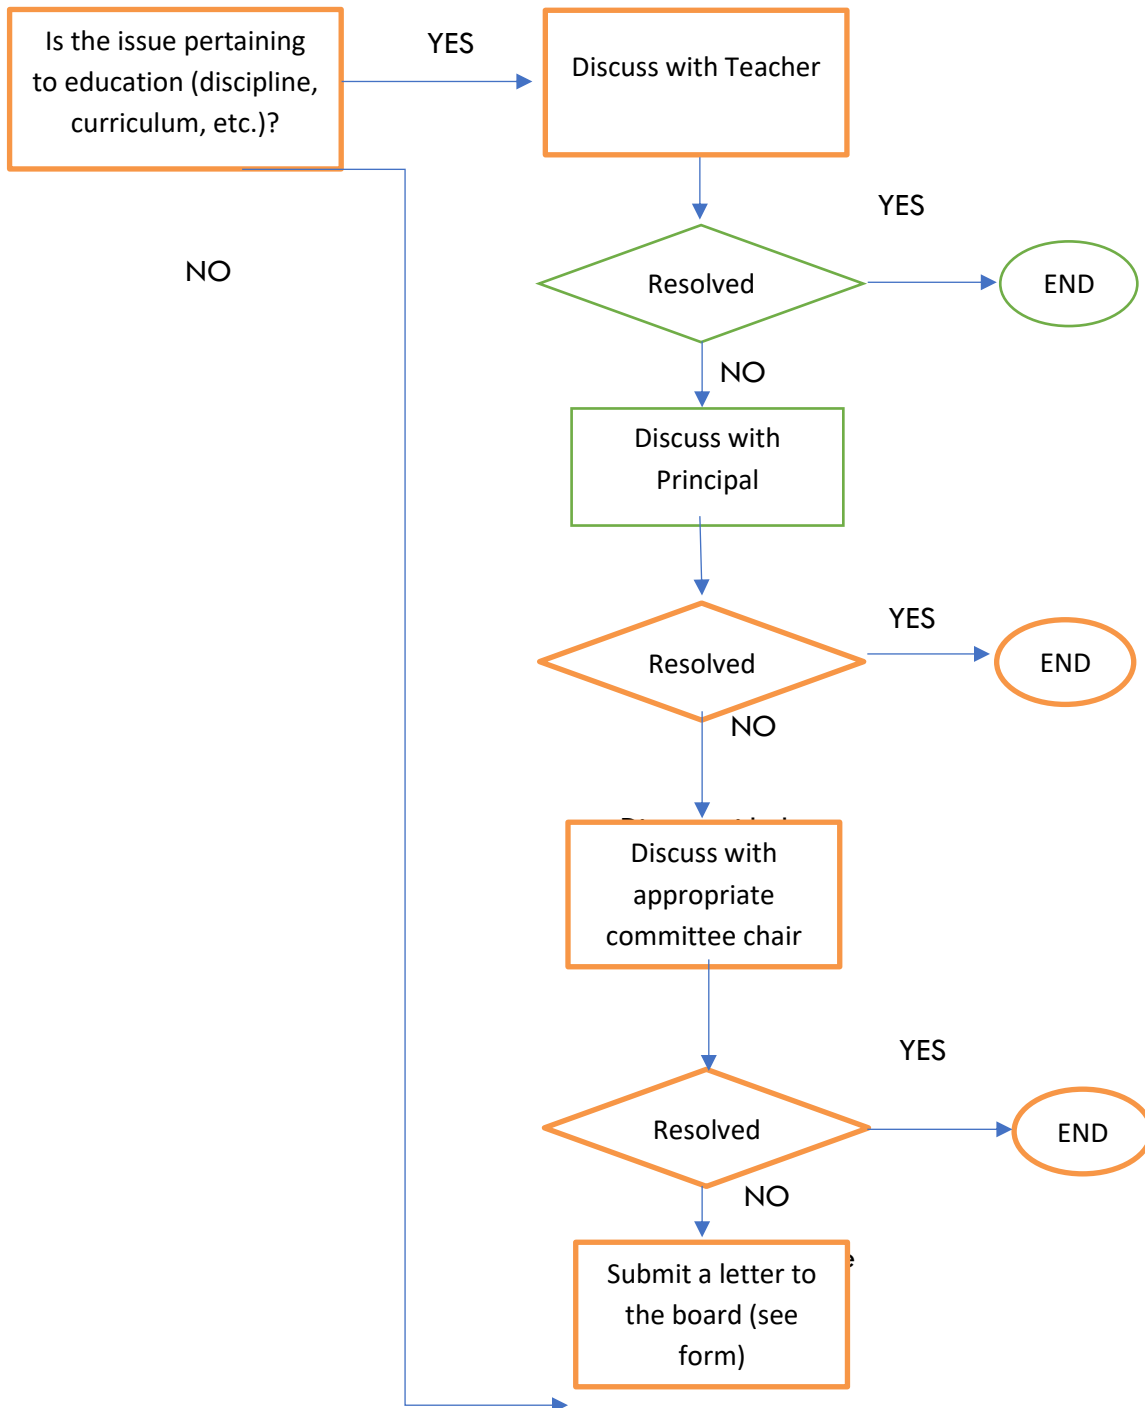 Is the issue pertaining
to education (discipline,
curriculum, etc.)?
YES
Discuss with Teacher
YES
NO
Resolved
END
NO
Discuss with
Principal
YES
Resolved
END
NO
Discuss with
appropriate
committee chair
YES
Resolved
END
NO
Submit a letter to
the board (see
form)